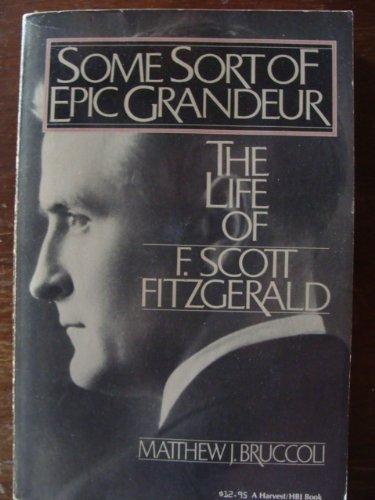 SOME SORT OF
EPIC GRANDEUR
THE
LIFE
OF
F. SCOTT
FITZGERALD
MATTHEW J. BRUCCOLI
$12.95 A Harvest/HBJ Book